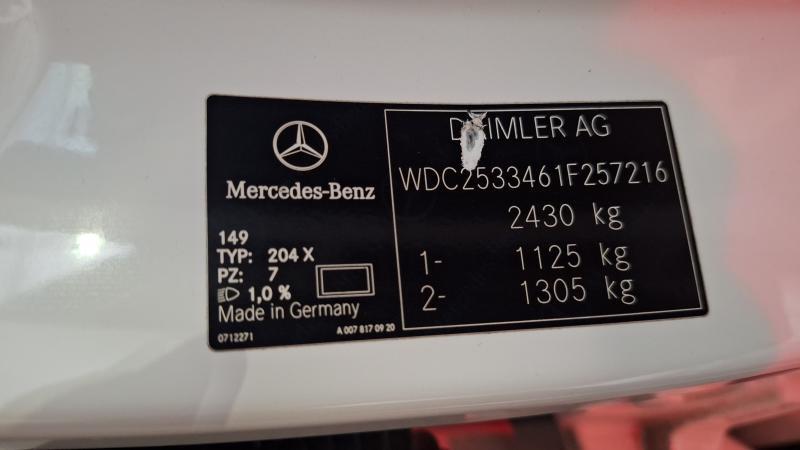 Mercedes-Benz
149
TYP: 204 X
PZ: 7
1,0 %
Made in Germany
0712271
A 007 817 09 20
DAIMLER AG
WDC2533461F257216
2430 kg
1- 1125 kg
2- 1305 kg